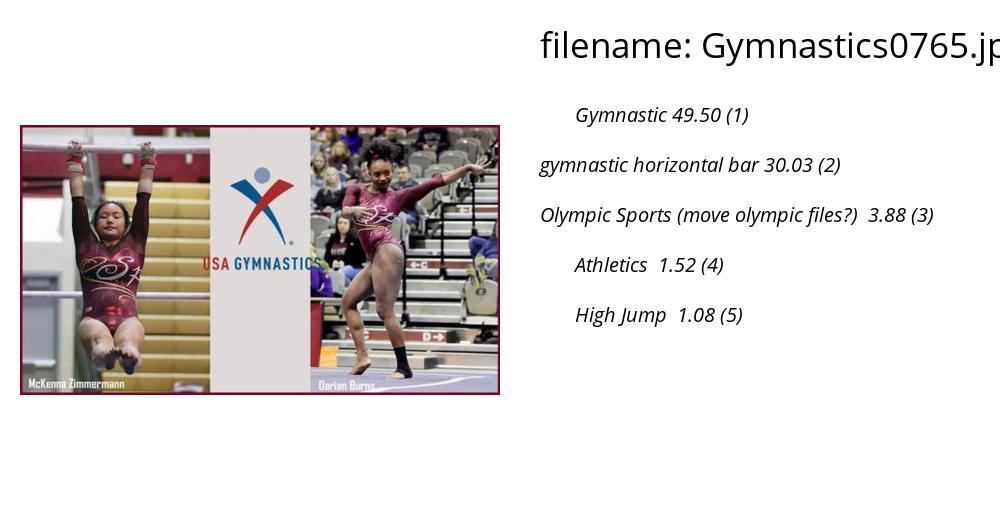 filename: Gymnastics0765.jp
Gymnastic 49.50 (1)
gymnastic horizontal bar 30.03 (2)
Olympic Sports (move olympic files?)  3.88 (3)
Athletics  1.52 (4)
High Jump  1.08 (5)
USA GYMNASTICS
McKenna Zimmermann
Darian Burns
C
D